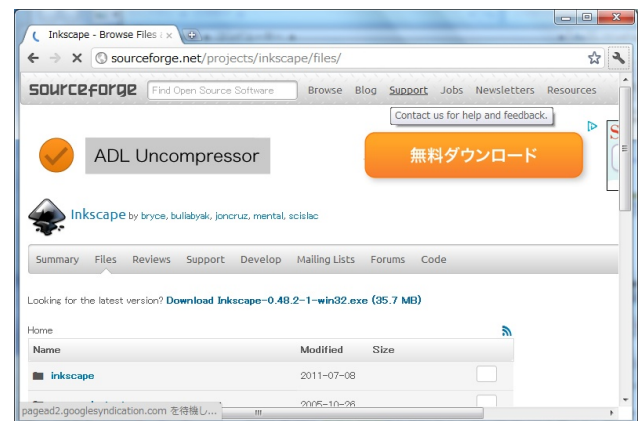 Inkscape - Browse Files
sourceforge.net/projects/inkscape/files/
sourceforge Find Open Source Software Browse Blog Support Jobs Newsletters Resources
Contact us for help and feedback.
ADL Uncompressor 無料ダウンロード
Inkscape by bryce, buliabyak, joncruz, mental, scislac
Summary Files Reviews Support Develop Mailing Lists Forums Code
Looking for the latest version? Download Inkscape-0.48.2-1-win32.exe (35.7 MB)
Home
Name Modified Size
inkscape 2011-07-08
2005-10-26
pagead2.googlesyndication.com を待機し...